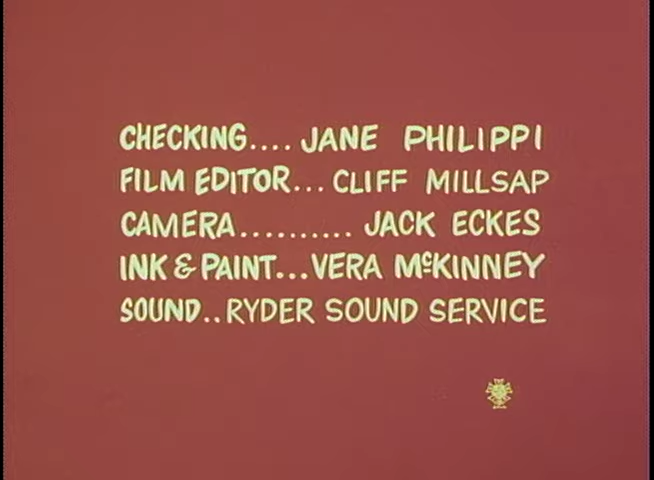 CHECKING.... JANE PHILIPPI
FILM EDITOR... CLIFF MILLSAP
CAMERA.......... JACK ECKES
INK & PAINT...VERA McKINNEY
SOUND..RYDER SOUND SERVICE